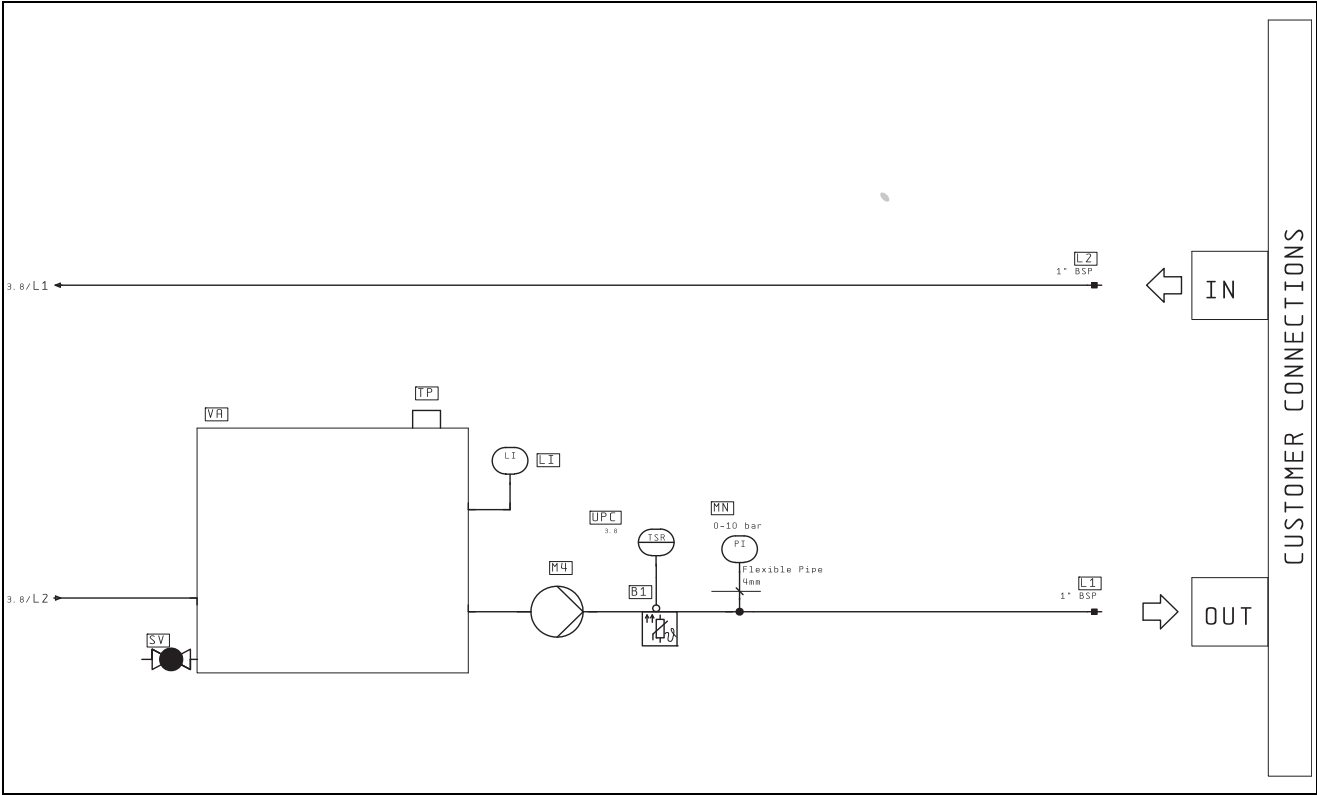 L2
1" BSP
3.8/L1
IN
CUSTOMER CONNECTIONS
TP
VA
LI
LI
MN
UPC
0-10 bar
3.8
TSR
PI
M4
Flexible Pipe
4mm
B1
L1
1" BSP
3.8/L2
OUT
SV